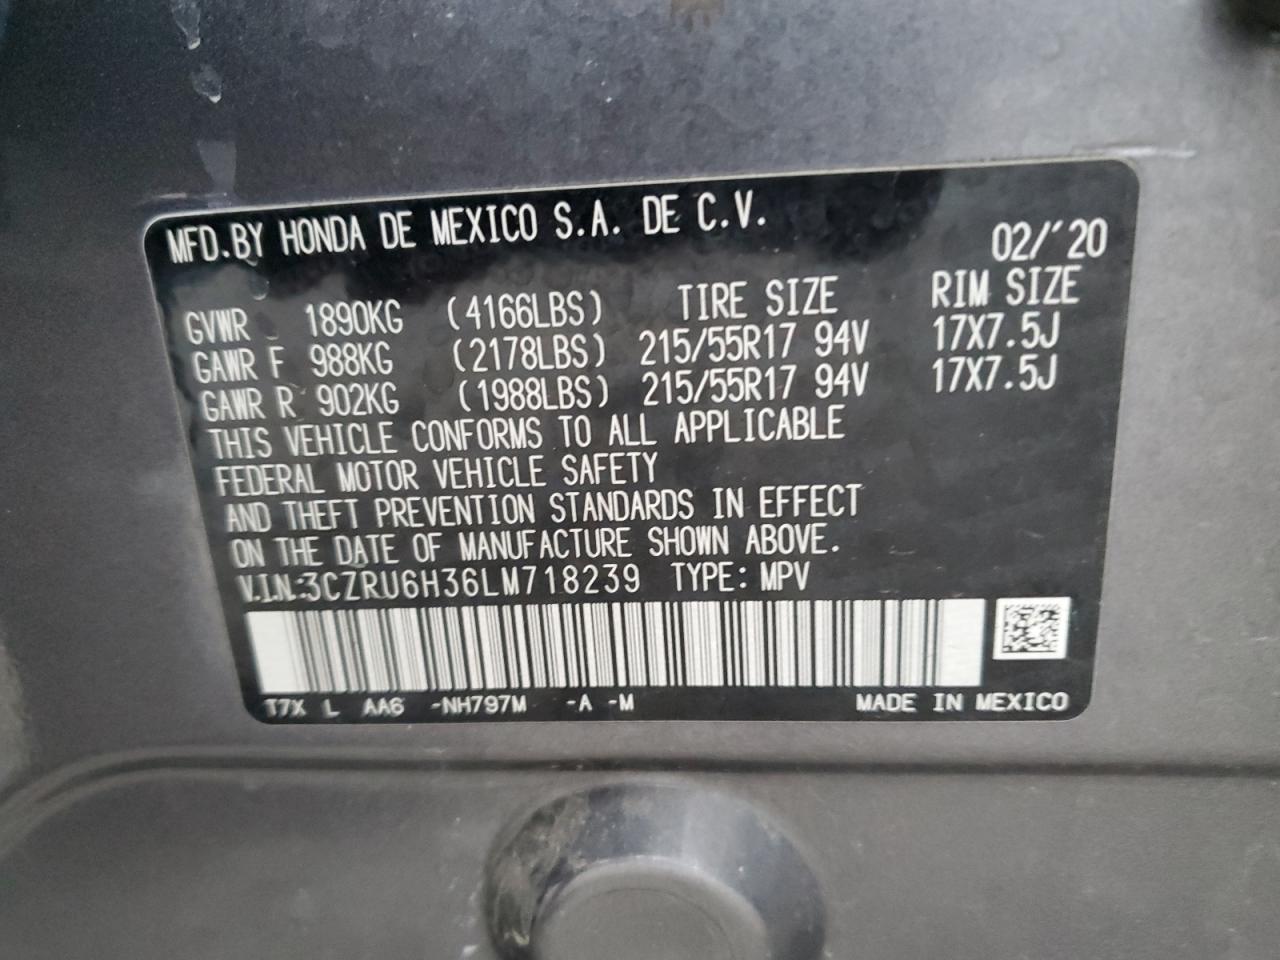 MFD.BY HONDA DE MEXICO S.A. DE C.V.
02/'20
GVWR 1890KG (4166LBS) TIRE SIZE RIM SIZE
GAWR F 988KG (2178LBS) 215/55R17 94V 17X7.5J
GAWR R 902KG (1988LBS) 215/55R17 94V 17X7.5J
THIS VEHICLE CONFORMS TO ALL APPLICABLE
FEDERAL MOTOR VEHICLE SAFETY
AND THEFT PREVENTION STANDARDS IN EFFECT
ON THE DATE OF MANUFACTURE SHOWN ABOVE.
V.I.N.:3CZRU6H36LM718239 TYPE: MPV
T7X L AA6 -NH797M -A -M MADE IN MEXICO